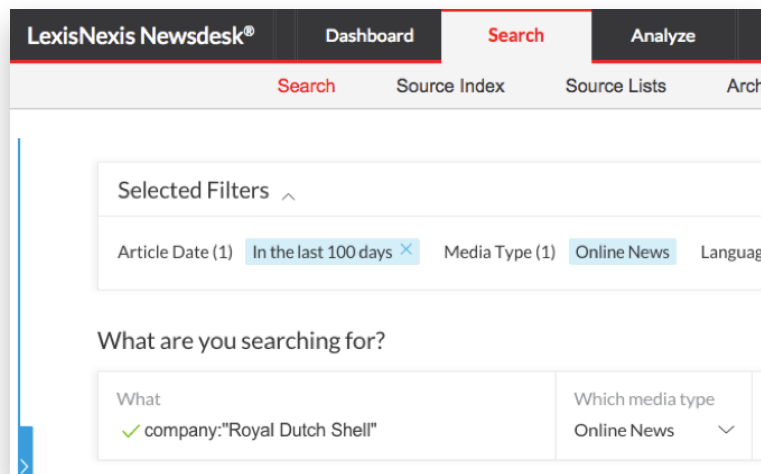 LexisNexis Newsdesk® Dashboard Search Analyze
Search Source Index Source Lists Arch
Selected Filters
Article Date (1) In the last 100 days Media Type (1) Online News Languag
What are you searching for?
What Which media type
company:"Royal Dutch Shell" Online News